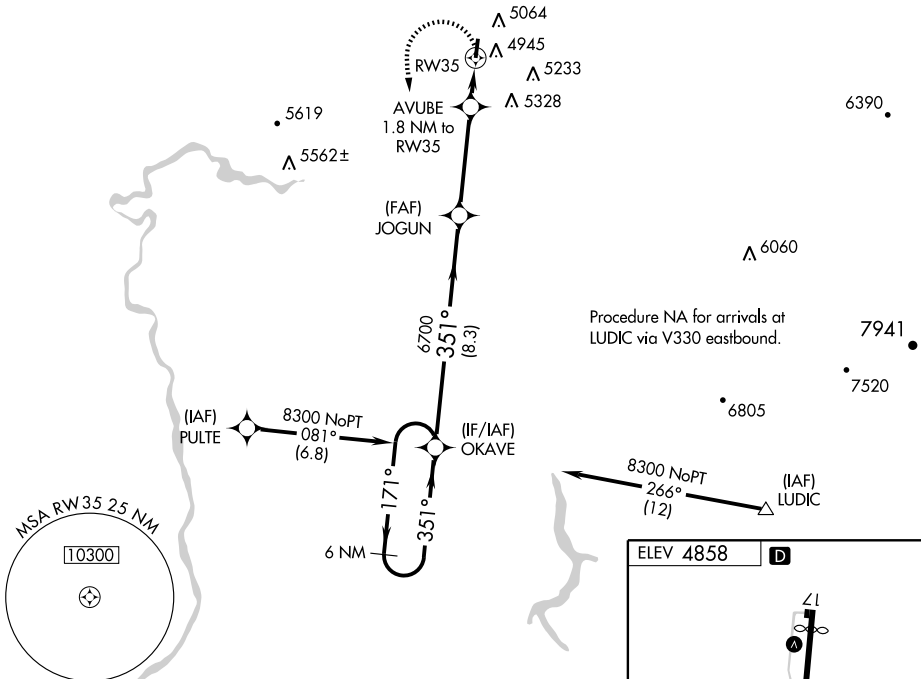 5064
4945
RW35
5233
5328
AVUBE
1.8 NM to
RW35
5619
5562±
6390
(FAF)
JOGUN
6060
6700
351°
(8.3)
Procedure NA for arrivals at
LUDIC via V330 eastbound.
7941
7520
6805
(IAF)
PULTE
8300 NoPT
081°
(6.8)
(IF/IAF)
OKAVE
171°
351°
6 NM
8300 NoPT
266°
(12)
(IAF)
LUDIC
MSA RW35 25 NM
10300
ELEV 4858
D
17